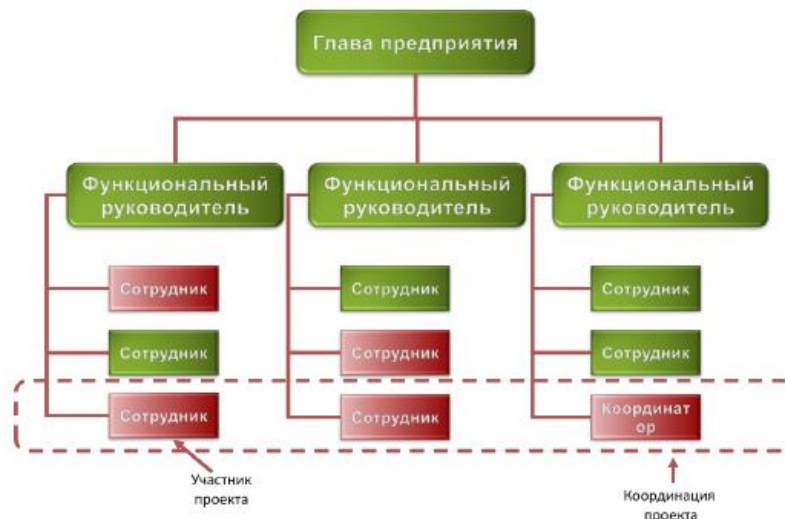 Глава предприятия
Функциональный
руководитель
Функциональный
руководитель
Функциональный
руководитель
Сотрудник
Сотрудник
Сотрудник
Сотрудник
Сотрудник
Сотрудник
Сотрудник
Сотрудник
Координат
ор
Участник
проекта
Координация
проекта